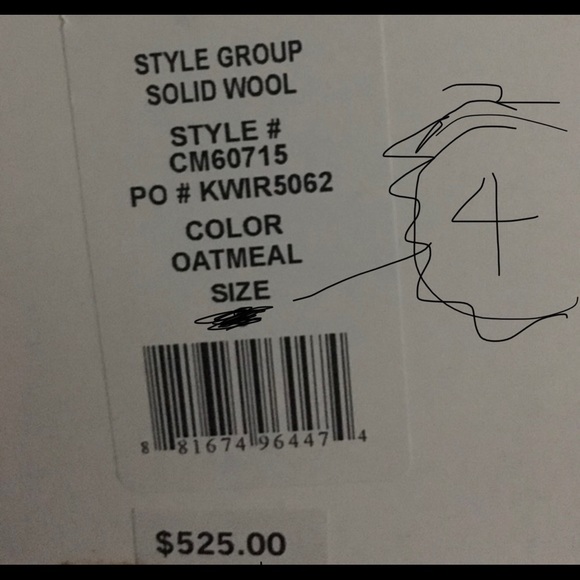 STYLE GROUP
SOLID WOOL
STYLE #
CM60715
PO # KWIR5062
COLOR
OATMEAL
SIZE
4
8 81674 96447 4
$525.00